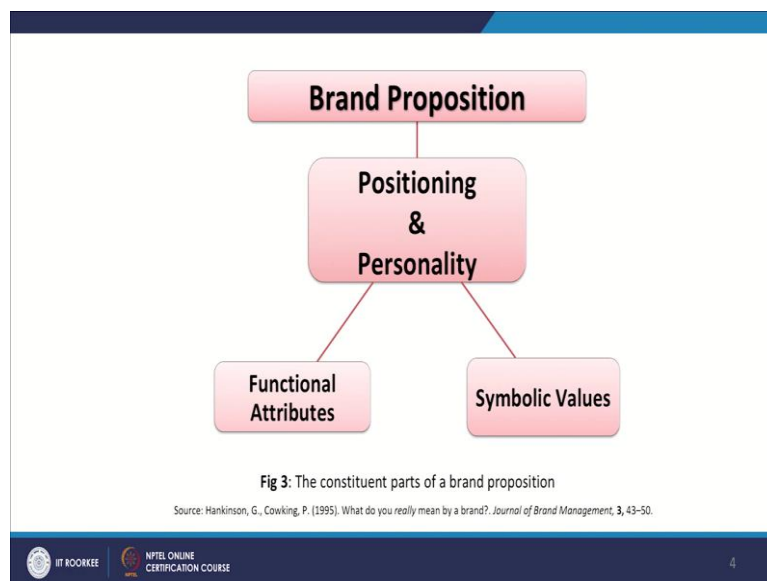 Brand Proposition
Positioning
&
Personality
Functional
Attributes
Symbolic Values
Fig 3: The constituent parts of a brand proposition
Source: Hankinson, G., Cowking, P. (1995). What do you really mean by a brand?. Journal of Brand Management, 3, 43–50.
IIT ROORKEE
NPTEL ONLINE
CERTIFICATION COURSE
4